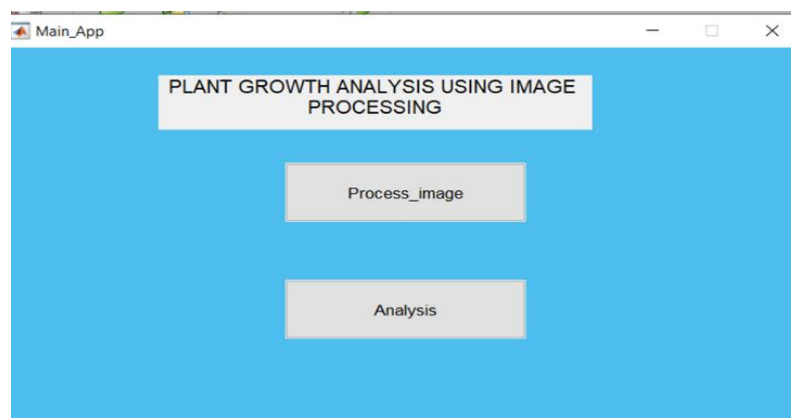 Main_App
PLANT GROWTH ANALYSIS USING IMAGE
PROCESSING
Process_image
Analysis